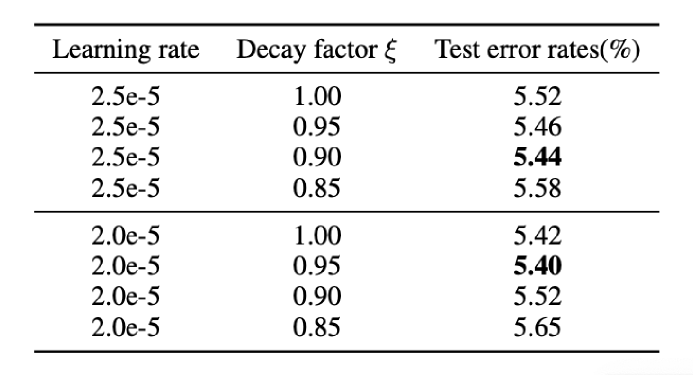 Learning rate Decay factor ξ Test error rates(%)
2.5e-5 1.00 5.52
2.5e-5 0.95 5.46
2.5e-5 0.90 5.44
2.5e-5 0.85 5.58
2.0e-5 1.00 5.42
2.0e-5 0.95 5.40
2.0e-5 0.90 5.52
2.0e-5 0.85 5.65